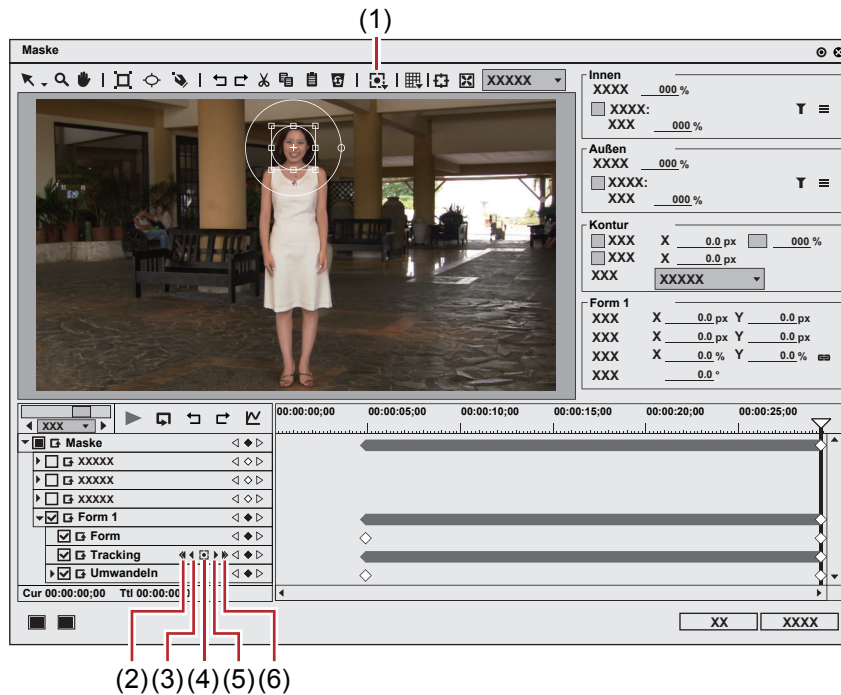 (1)
Maske
XXXXX
Innen
XXXX 000 %
XXXX:
XXX 000 %
Außen
XXXX 000 %
XXXX:
XXX 000 %
Kontur
XXX X 0.0 px 000 %
XXX X 0.0 px
XXX XXXXX
Form 1
XXX X 0.0 px Y 0.0 px
XXX X 0.0 px Y 0.0 px
XXX X 0.0 % Y 0.0 %
XXX 0.0 °
XXX
00:00:00;00 00:00:05;00 00:00:10;00 00:00:15;00 00:00:20;00 00:00:25;00
Maske
XXXXX
XXXXX
XXXXX
Form 1
Form
Tracking
Umwandeln
Cur 00:00:00;00 Ttl 00:00:00;0
XX XXXX
(2) (3) (4) (5) (6)